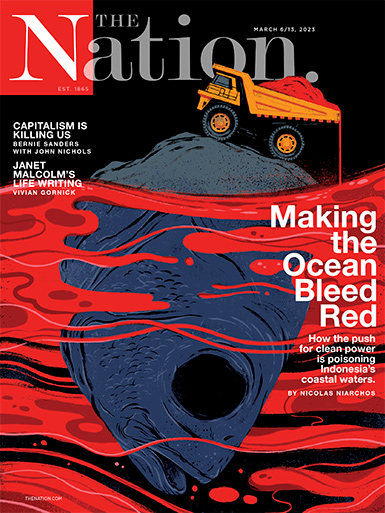 THE
Nation.
MARCH 6/13, 2023
EST. 1865
CAPITALISM IS
KILLING US
BERNIE SANDERS
WITH JOHN NICHOLS
JANET
MALCOLM'S
LIFE WRITING
VIVIAN GORNICK
Making
the
Ocean
Bleed
Red
How the push
for clean power
is poisoning
Indonesia's
coastal waters.
BY NICOLAS NIARCHOS
THENATION.COM